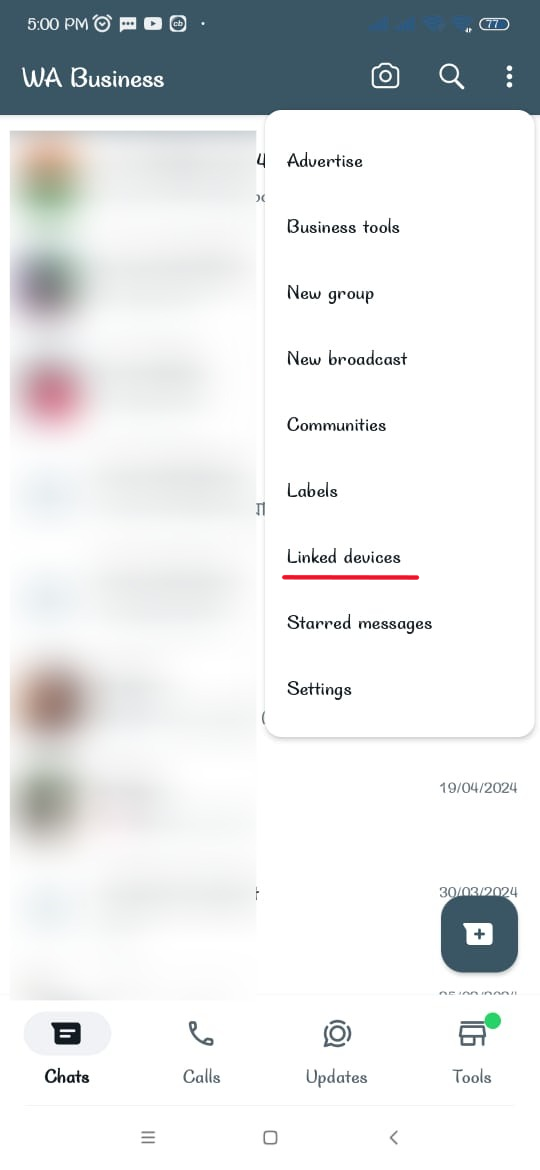 5:00 PM
77
WA Business
Advertise
Business tools
New group
New broadcast
Communities
Labels
Linked devices
Starred messages
Settings
19/04/2024
30/03/2024
Chats
Calls
Updates
Tools